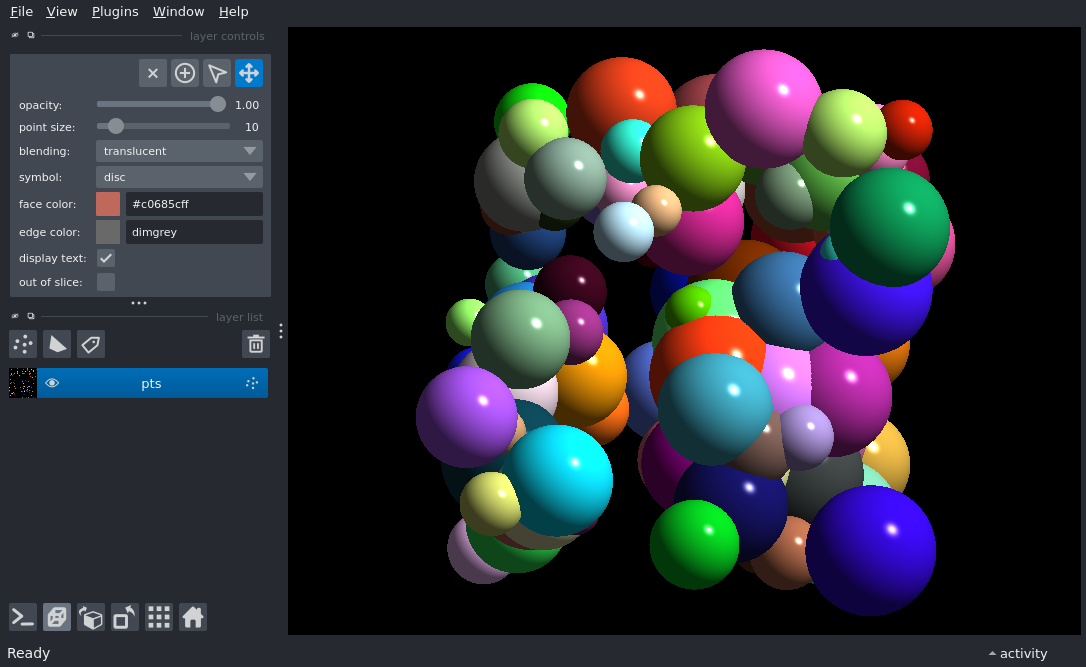 File View Plugins Window Help
layer controls
opacity: 1.00
point size: 10
blending: translucent
symbol: disc
face color: #c0685cff
edge color: dimgrey
display text:
out of slice:
layer list
pts
Ready
activity